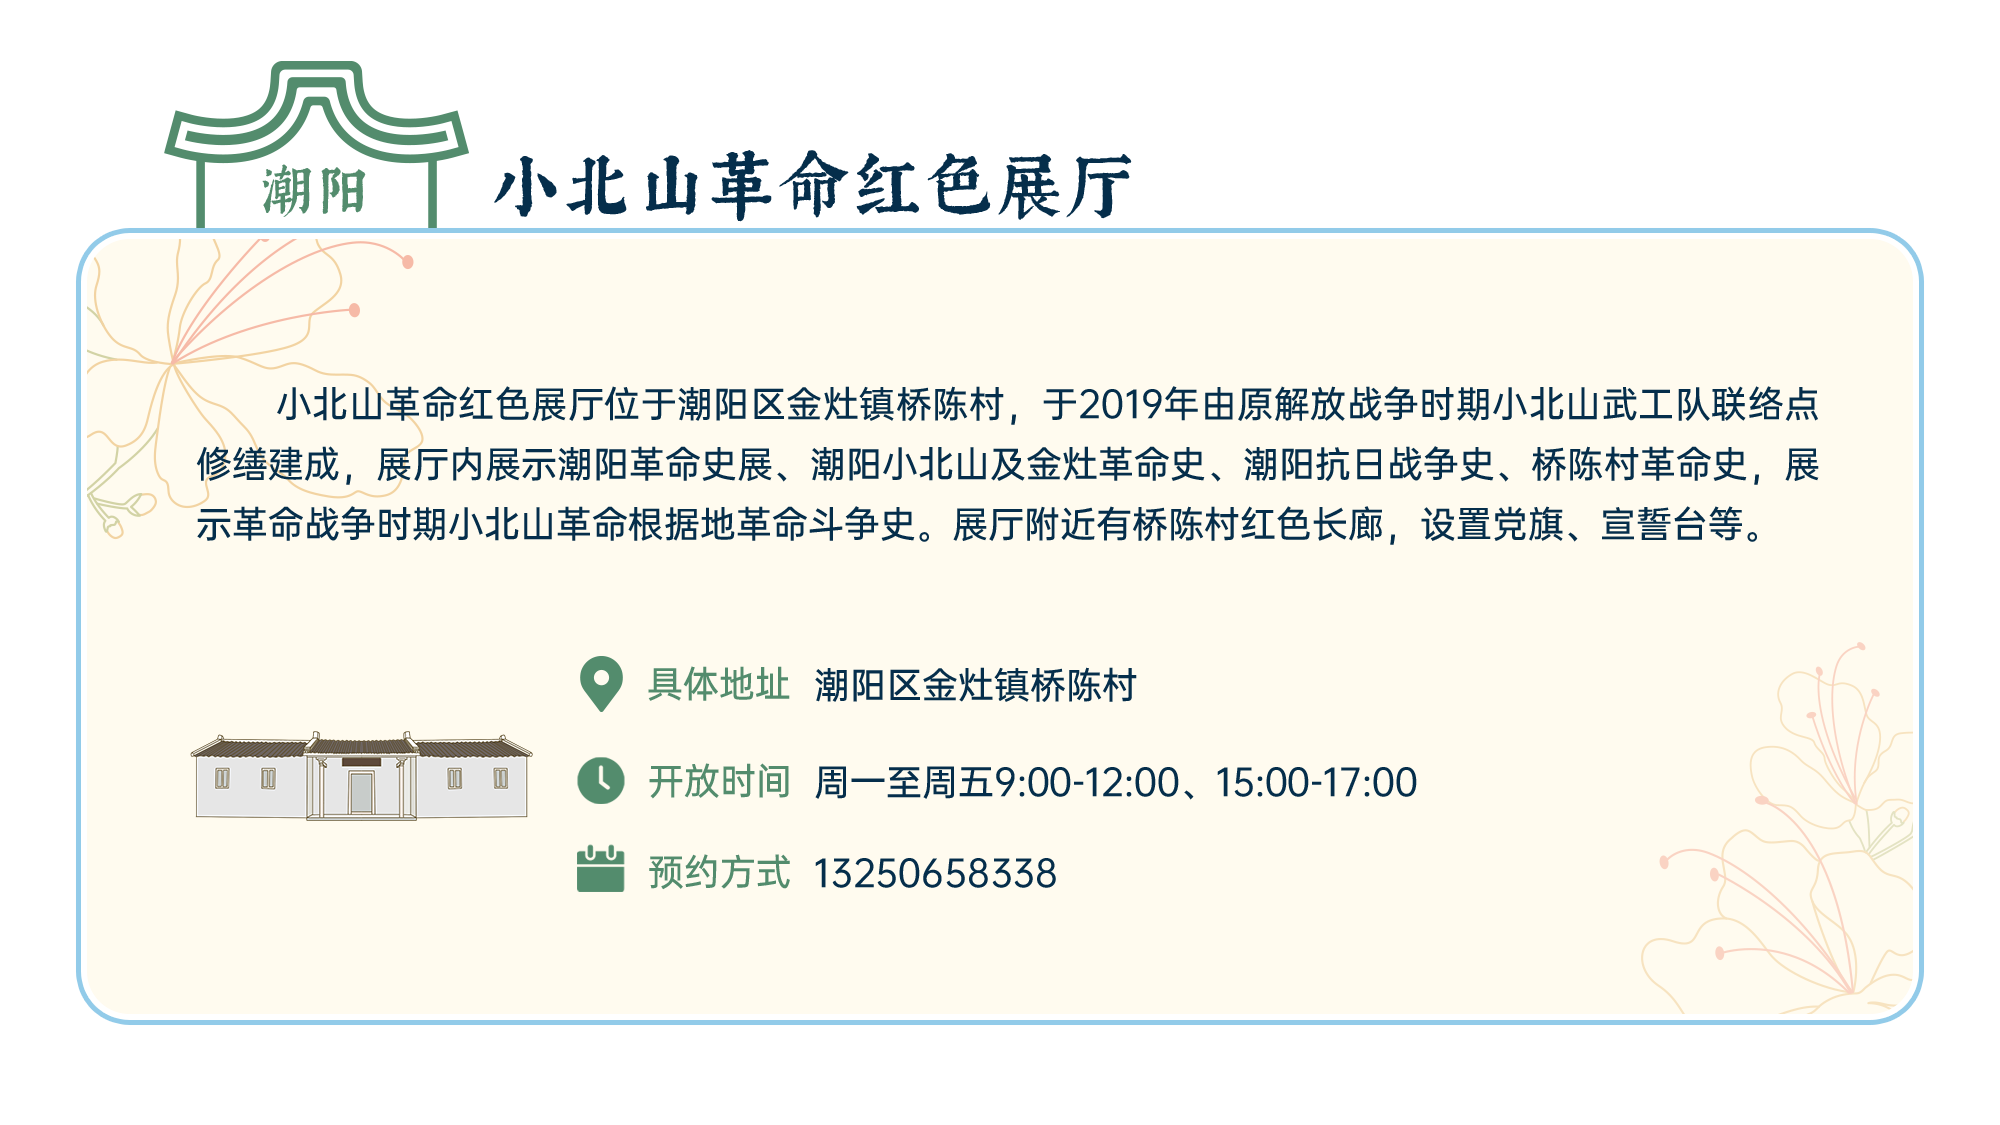 潮阳
小北山革命红色展厅
小北山革命红色展厅位于潮阳区金灶镇桥陈村，于2019年由原解放战争时期小北山武工队联络点
修缮建成，展厅内展示潮阳革命史展、潮阳小北山及金灶革命史、潮阳抗日战争史、桥陈村革命史，展
示革命战争时期小北山革命根据地革命斗争史。展厅附近有桥陈村红色长廊，设置党旗、宣誓台等。
具体地址 潮阳区金灶镇桥陈村
开放时间 周一至周五9:00-12:00、15:00-17:00
预约方式 13250658338